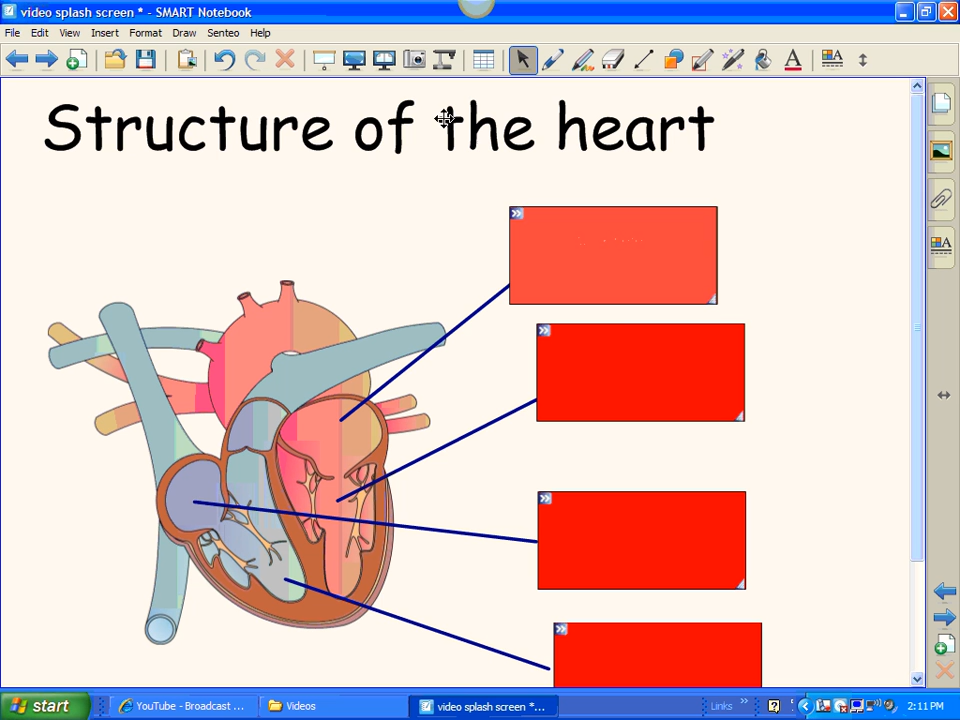 video splash screen * - SMART Notebook
File Edit View Insert Format Draw Senteo Help
Structure of the heart
start
YouTube - Broadcast ...
Videos
video splash screen *...
Links
2:11 PM